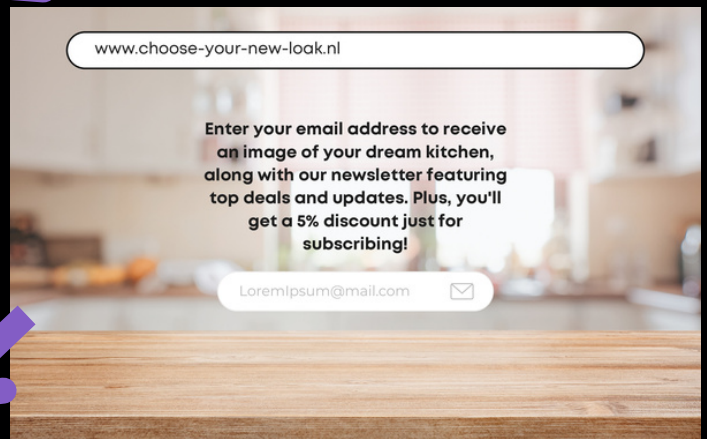 www.choose-your-new-loak.nl
Enter your email address to receive
an image of your dream kitchen,
along with our newsletter featuring
top deals and updates. Plus, you'll
get a 5% discount just for
subscribing!
LoremIpsum@mail.com